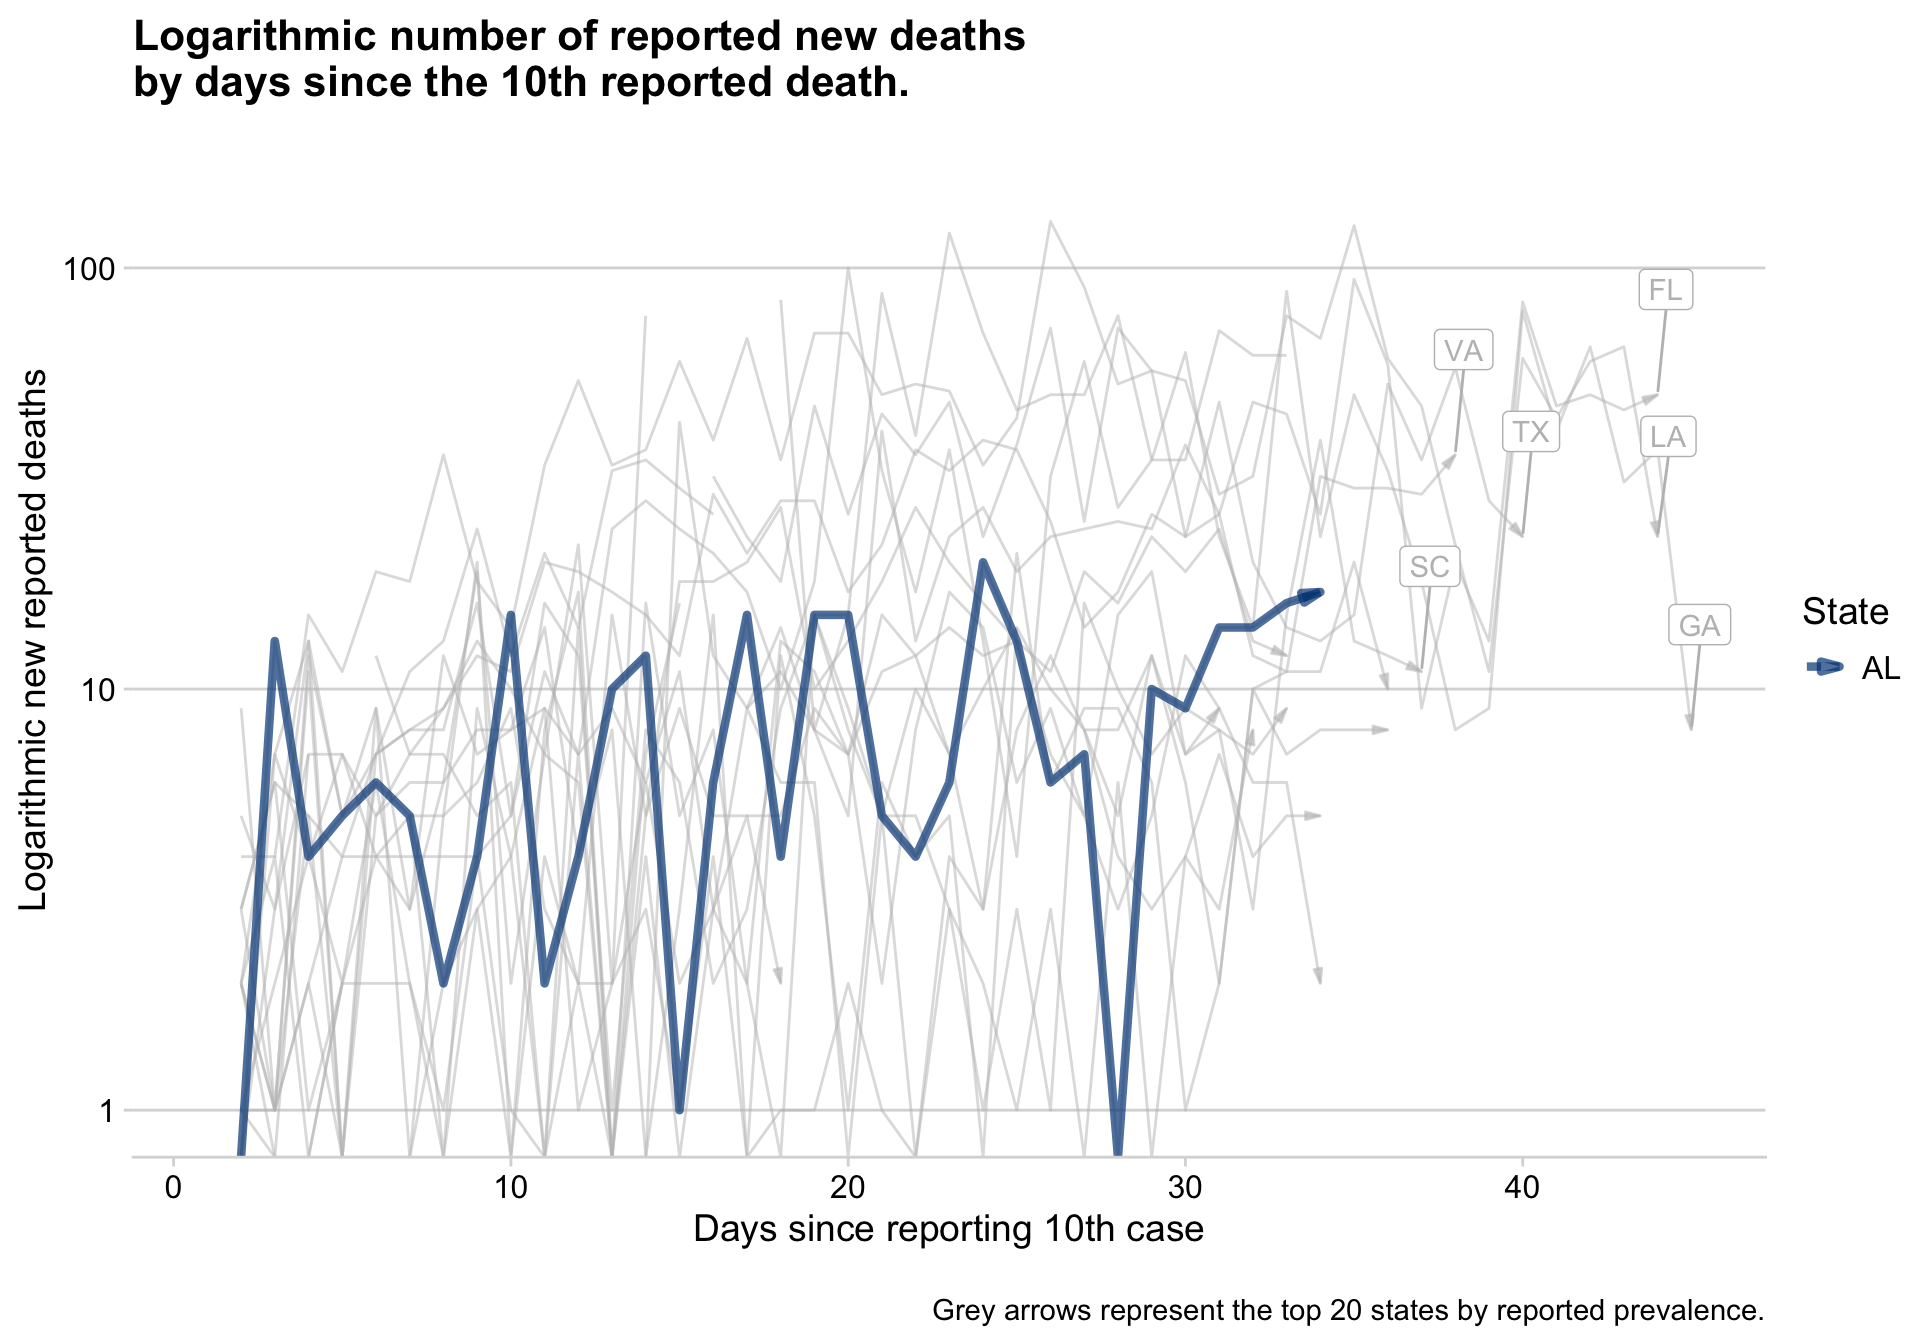 Logarithmic number of reported new deaths
by days since the 10th reported death.
Logarithmic new reported deaths
100
10
1
FL
VA
TX
LA
SC
GA
State
AL
0 10 20 30 40
Days since reporting 10th case
Grey arrows represent the top 20 states by reported prevalence.